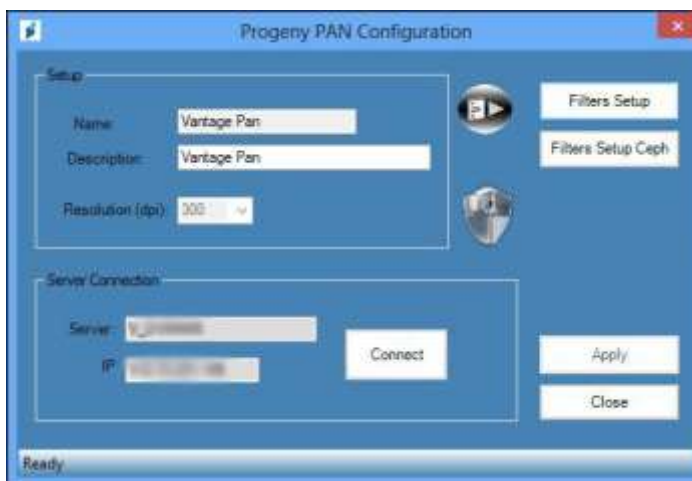 Progeny PAN Configuration
Setup
Name:
Vantage Pan
Description:
Vantage Pan
Resolution (dpi)
300
Filters Setup
Filters Setup Ceph
Server Connection
Server:
IP
Connect
Apply
Close
Ready